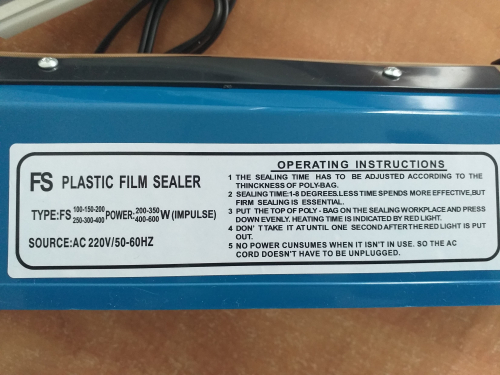 FS PLASTIC FILM SEALER
TYPE:FS 100-150-200 250-300-400 POWER: 200-350 400-600 W (IMPULSE)
SOURCE:AC 220V/50-60HZ
OPERATING INSTRUCTIONS
1 THE SEALING TIME HAS TO BE ADJUSTED ACCORDING TO THE
THINCKNESS OF POLY-BAG.
2 SEALING TIME:1-8 DEGREES.LESS TIME SPENDS MORE EFFECTIVE,BUT
FIRM SEALING IS ESSENTIAL.
3 PUT THE TOP OF POLY - BAG ON THE SEALING WORKPLACE AND PRESS
DOWN EVENLY. HEATING TIME IS INDICATED BY RED LIGHT.
4 DON'T TAKE IT AT UNTIL ONE SECOND AFTER THE RED LIGHT IS PUT
OUT.
5 NO POWER CUNSUMES WHEN IT ISN'T IN USE. SO THE AC
CORD DOESN'T HAVE TO BE UNPLUGGED.